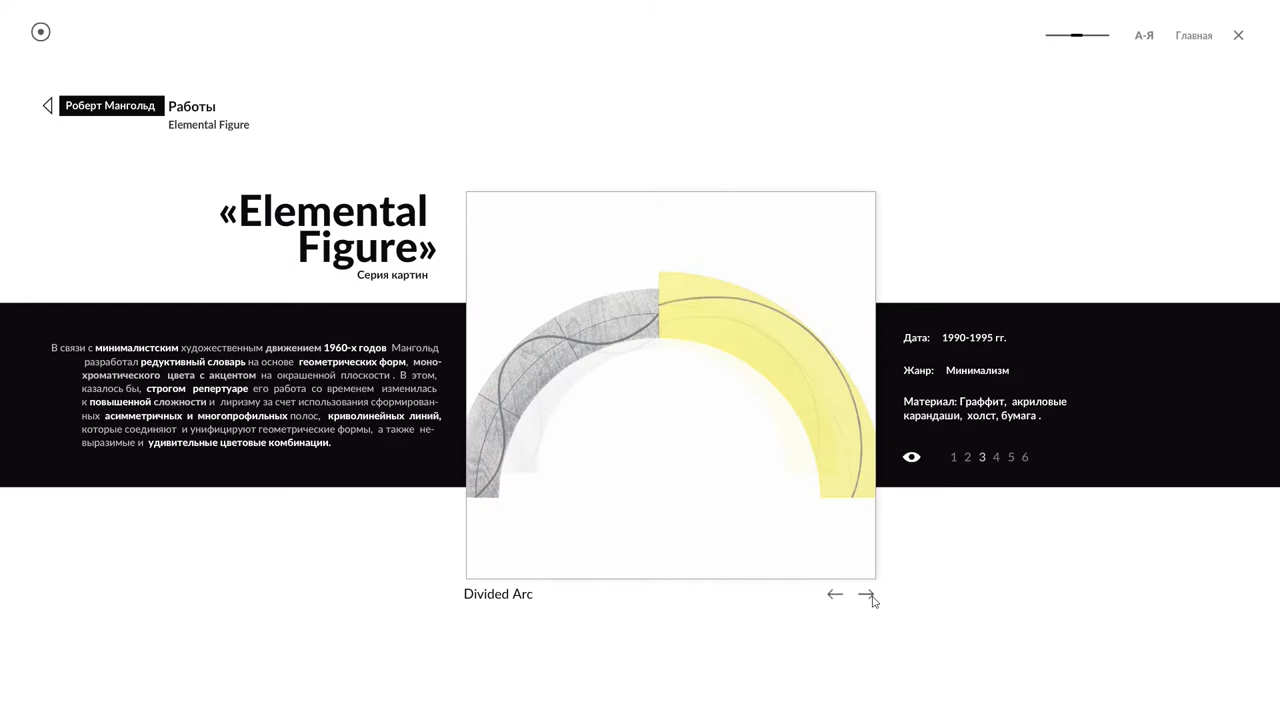 А-Я
Главная
Роберт Мангольд
Работы
Elemental Figure
«Elemental
Figure»
Серия картин
В связи с минималистским художественным движением 1960-х годов Мангольд
разработал редуктивный словарь на основе геометрических форм, моно-
хроматического цвета с акцентом на окрашенной плоскости . В этом,
казалось бы, строгом репертуаре его работа со временем изменилась
к повышенной сложности и лиризму за счет использования сформирован-
ных асимметричных и многопрофильных полос, криволинейных линий,
которые соединяют и унифицируют геометрические формы, а также не-
выразимые и удивительные цветовые комбинации.
Дата: 1990-1995 гг.
Жанр: Минимализм
Материал: Граффит, акриловые
карандаши, холст, бумага .
1 2 3 4 5 6
Divided Arc